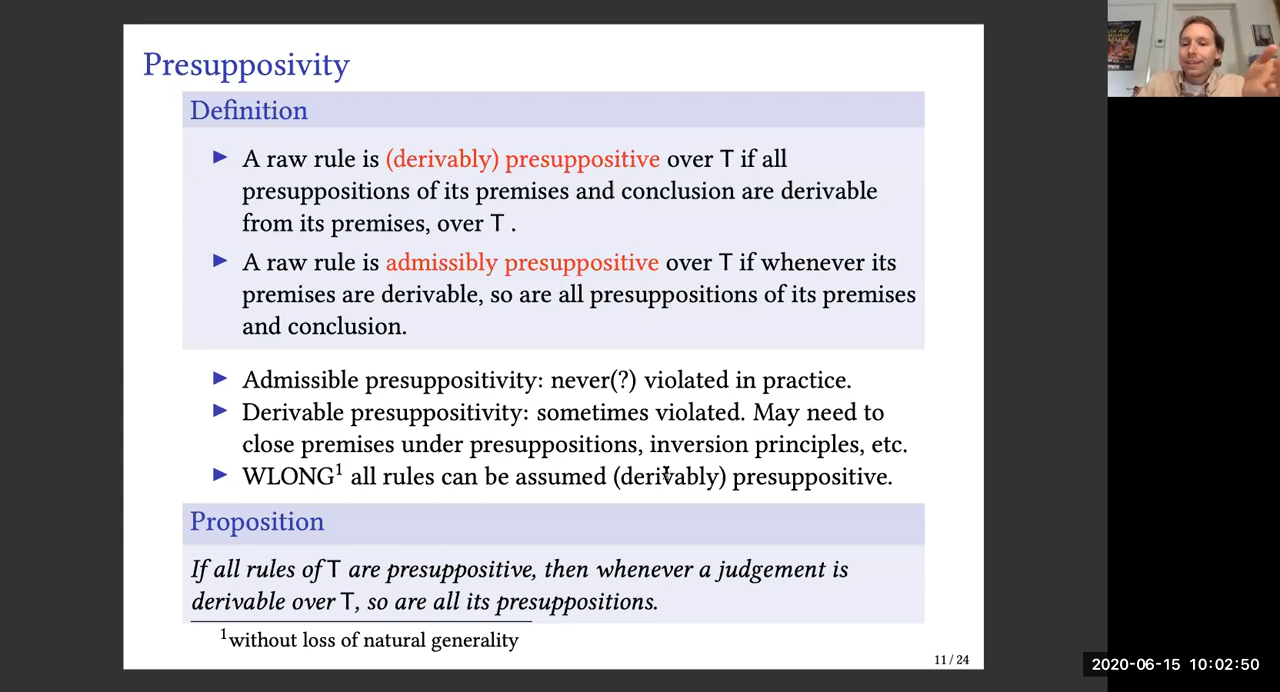 Presupposivity
Definition
▶ A raw rule is (derivably) presuppositive over T if all
presuppositions of its premises and conclusion are derivable
from its premises, over T .
▶ A raw rule is admissibly presuppositive over T if whenever its
premises are derivable, so are all presuppositions of its premises
and conclusion.
▶ Admissible presuppositivity: never(?) violated in practice.
▶ Derivable presuppositivity: sometimes violated. May need to
close premises under presuppositions, inversion principles, etc.
▶ WLONG¹ all rules can be assumed (derivably) presuppositive.
Proposition
If all rules of T are presuppositive, then whenever a judgement is
derivable over T, so are all its presuppositions.
¹without loss of natural generality
11 / 24
2020-06-15 10:02:50